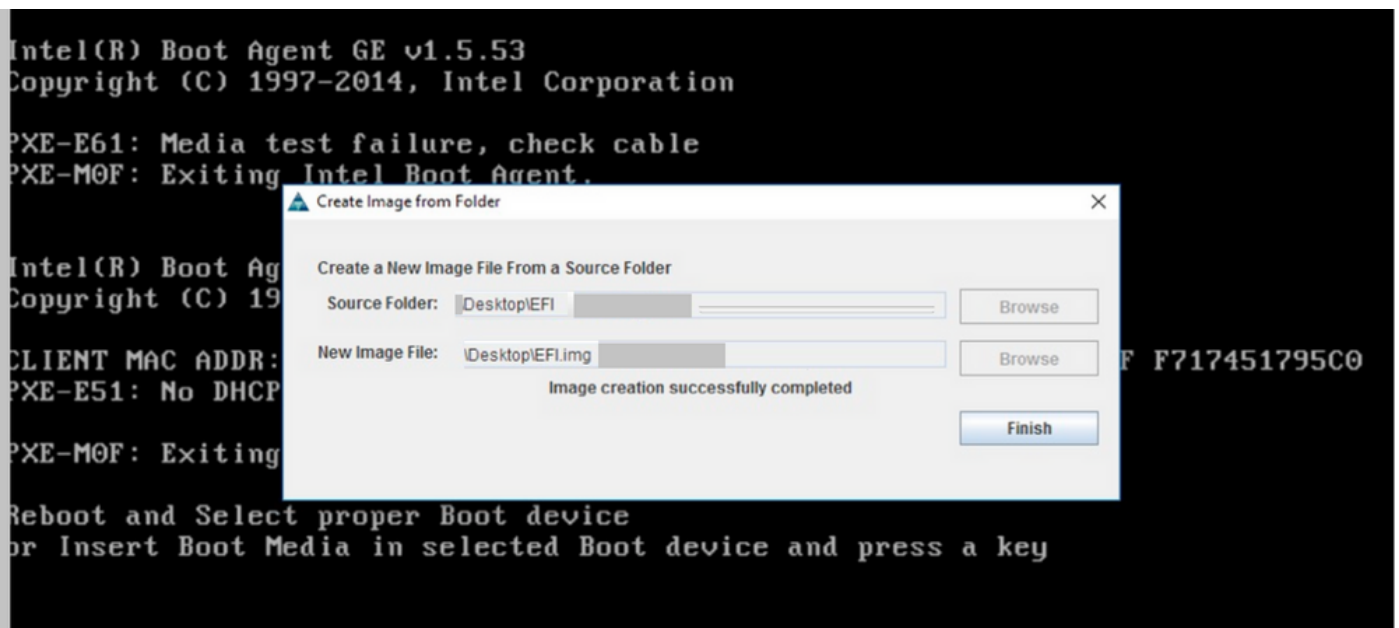 Intel(R) Boot Agent GE v1.5.53
Copyright (C) 1997-2014, Intel Corporation
PXE-E61: Media test failure, check cable
PXE-M0F: Exiting Intel Boot Agent.
Create Image from Folder
Intel(R) Boot Ag
Copyright (C) 19
Create a New Image File From a Source Folder
Source Folder: Desktop\EFI Browse
New Image File: \Desktop\EFI.img Browse
CLIENT MAC ADDR: F F717451795C0
Image creation successfully completed
PXE-E51: No DHCP
Finish
PXE-M0F: Exiting
Reboot and Select proper Boot device
or Insert Boot Media in selected Boot device and press a key